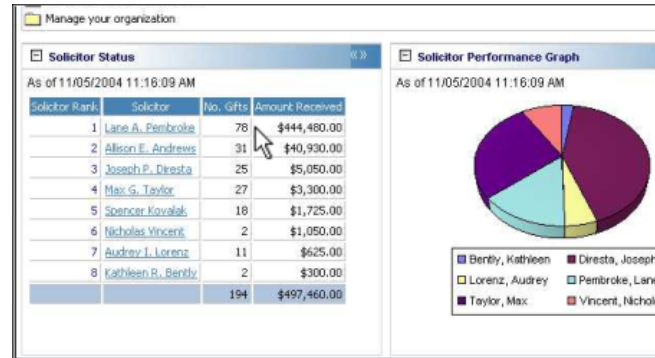 Manage your organization
Solicitor Status
As of 11/05/2004 11:16:09 AM
Solicitor Rank Solicitor No. Gifts Amount Received
1 Lane A. Pembroke 78 $444,480.00
2 Allison E. Andrews 31 $40,930.00
3 Joseph P. Diresta 25 $5,050.00
4 Max G. Taylor 27 $3,300.00
5 Spencer Kovalak 18 $1,725.00
6 Nicholas Vincent 2 $1,050.00
7 Audrey I. Lorenz 11 $625.00
8 Kathleen R. Bently 2 $300.00
194 $497,460.00
Solicitor Performance Graph
As of 11/05/2004 11:16:09 AM
Bently, Kathleen Diresta, Joseph
Lorenz, Audrey Pembroke, Lane
Taylor, Max Vincent, Nichol